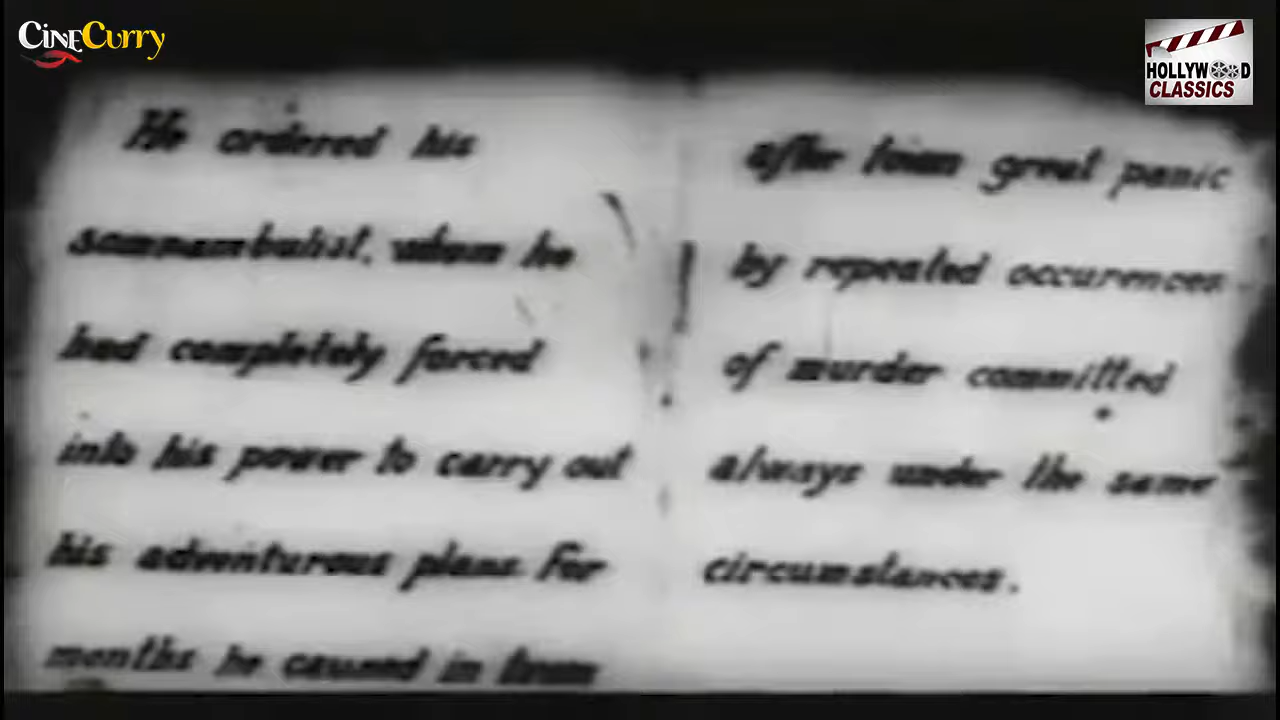 CineCurry
HOLLYWOOD
CLASSICS
He ordered his
somnambulist, whom he
had completely forced
into his power to carry out
his adventurous plans. For
months he caused in town
after town great panic
by repeated occurences
of murder committed
always under the same
circumstances.